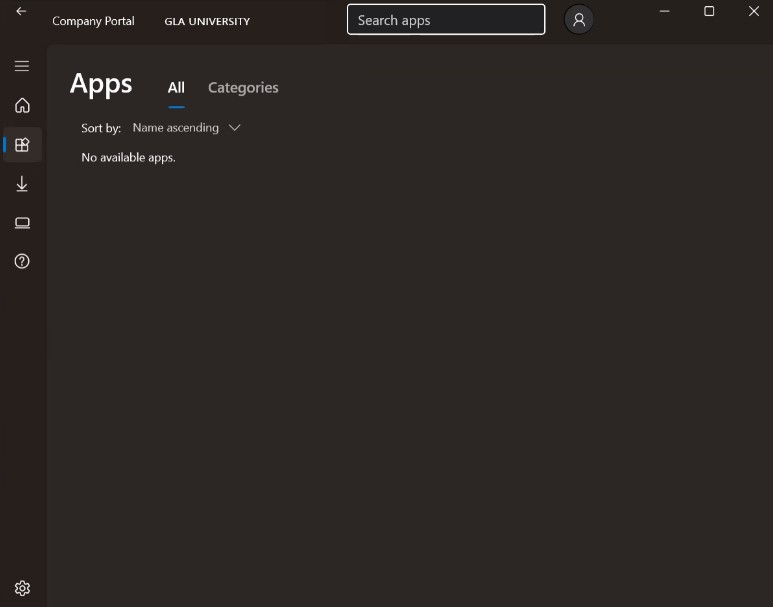 Company Portal GLA UNIVERSITY Search apps
Apps All Categories
Sort by: Name ascending
No available apps.